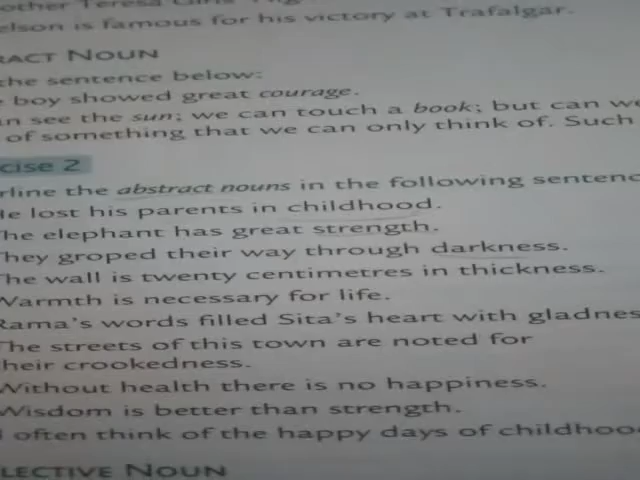 other Teresa
elson is famous for his victory at Trafalgar.
RACT NOUN
the sentence below:
boy showed great courage.
n see the sun; we can touch a book; but can we
of something that we can only think of. Such
cise 2
rline the abstract nouns in the following sentenc
He lost his parents in childhood.
The elephant has great strength.
They groped their way through darkness.
The wall is twenty centimetres in thickness.
Warmth is necessary for life.
Rama's words filled Sita's heart with gladnes
The streets of this town are noted for
heir crookedness.
Without health there is no happiness.
Wisdom is better than strength.
I often think of the happy days of childhoo
LECTIVE NOUN